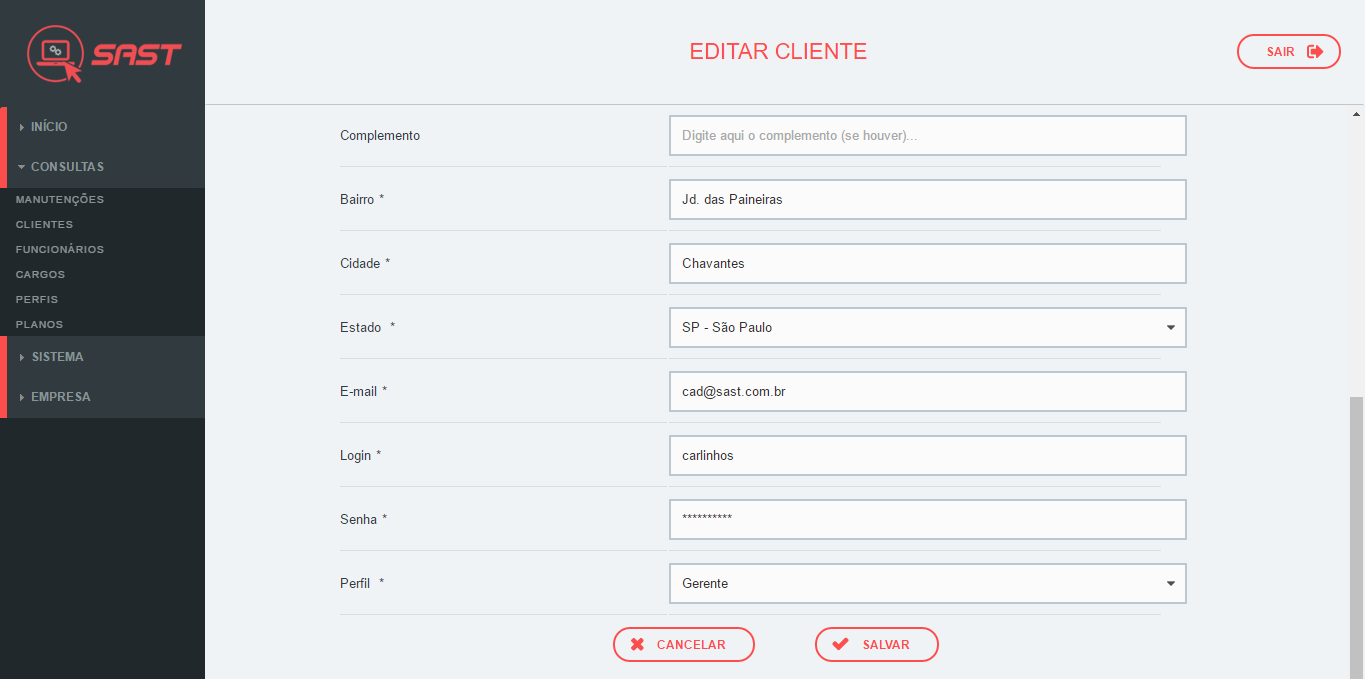 SAST
EDITAR CLIENTE
SAIR
INÍCIO
CONSULTAS
MANUTENÇÕES
CLIENTES
FUNCIONÁRIOS
CARGOS
PERFIS
PLANOS
SISTEMA
EMPRESA
Complemento
Digite aqui o complemento (se houver)...
Bairro *
Jd. das Paineiras
Cidade *
Chavantes
Estado *
SP - São Paulo
E-mail *
cad@sast.com.br
Login *
carlinhos
Senha *
**********
Perfil *
Gerente
CANCELAR
SALVAR